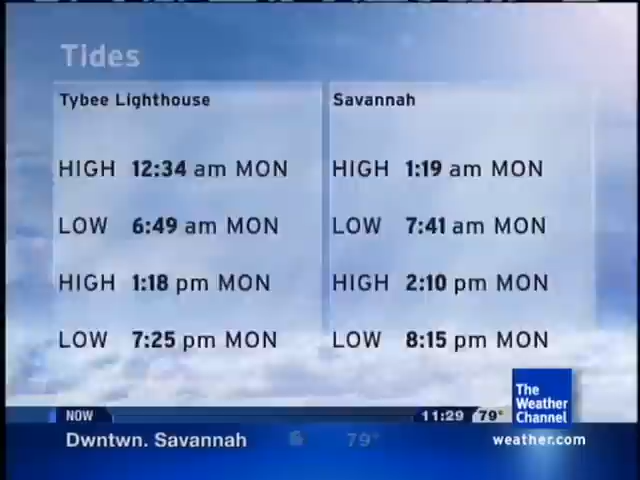 Tides
Tybee Lighthouse
HIGH 12:34 am MON
LOW 6:49 am MON
HIGH 1:18 pm MON
LOW 7:25 pm MON
Savannah
HIGH 1:19 am MON
LOW 7:41 am MON
HIGH 2:10 pm MON
LOW 8:15 pm MON
The
Weather
Channel
NOW 11:29 79°
Dwntwn. Savannah 79° weather.com